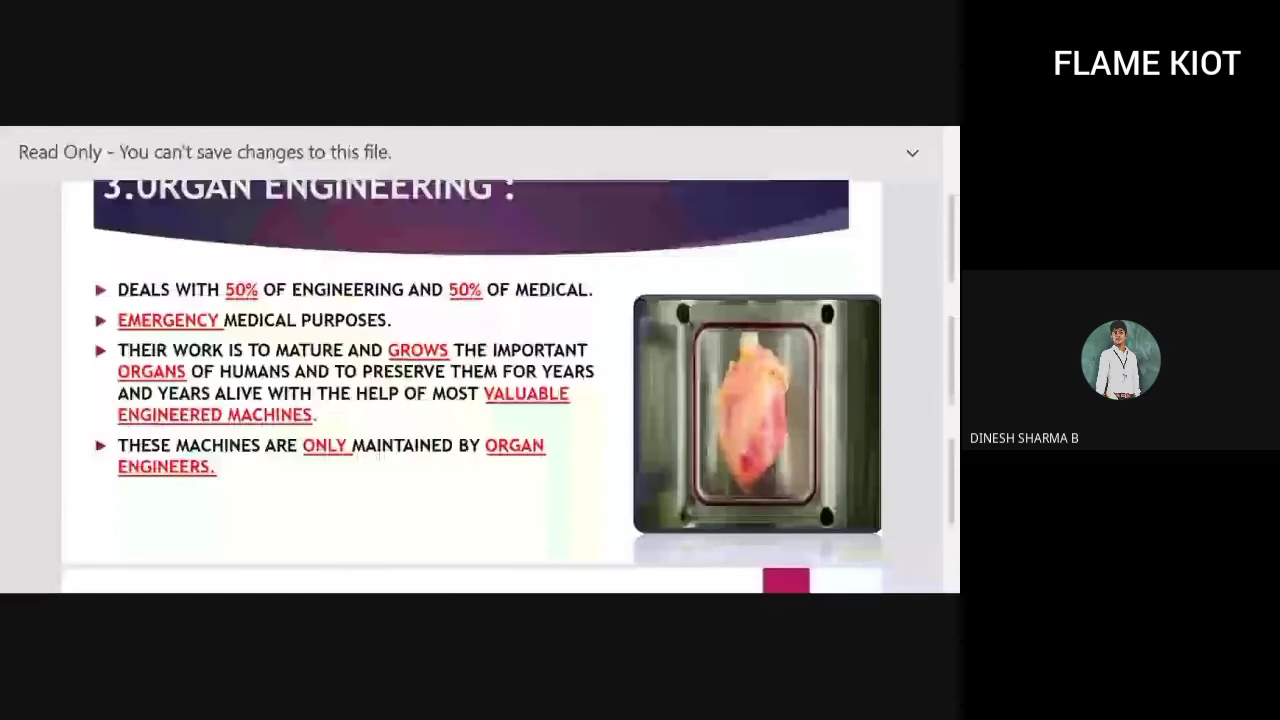 FLAME KIOT
Read Only - You can't save changes to this file.
3.ORGAN ENGINEERING :
DEALS WITH 50% OF ENGINEERING AND 50% OF MEDICAL.
EMERGENCY MEDICAL PURPOSES.
THEIR WORK IS TO MATURE AND GROWS THE IMPORTANT
ORGANS OF HUMANS AND TO PRESERVE THEM FOR YEARS
AND YEARS ALIVE WITH THE HELP OF MOST VALUABLE
ENGINEERED MACHINES.
THESE MACHINES ARE ONLY MAINTAINED BY ORGAN
ENGINEERS.
DINESH SHARMA B